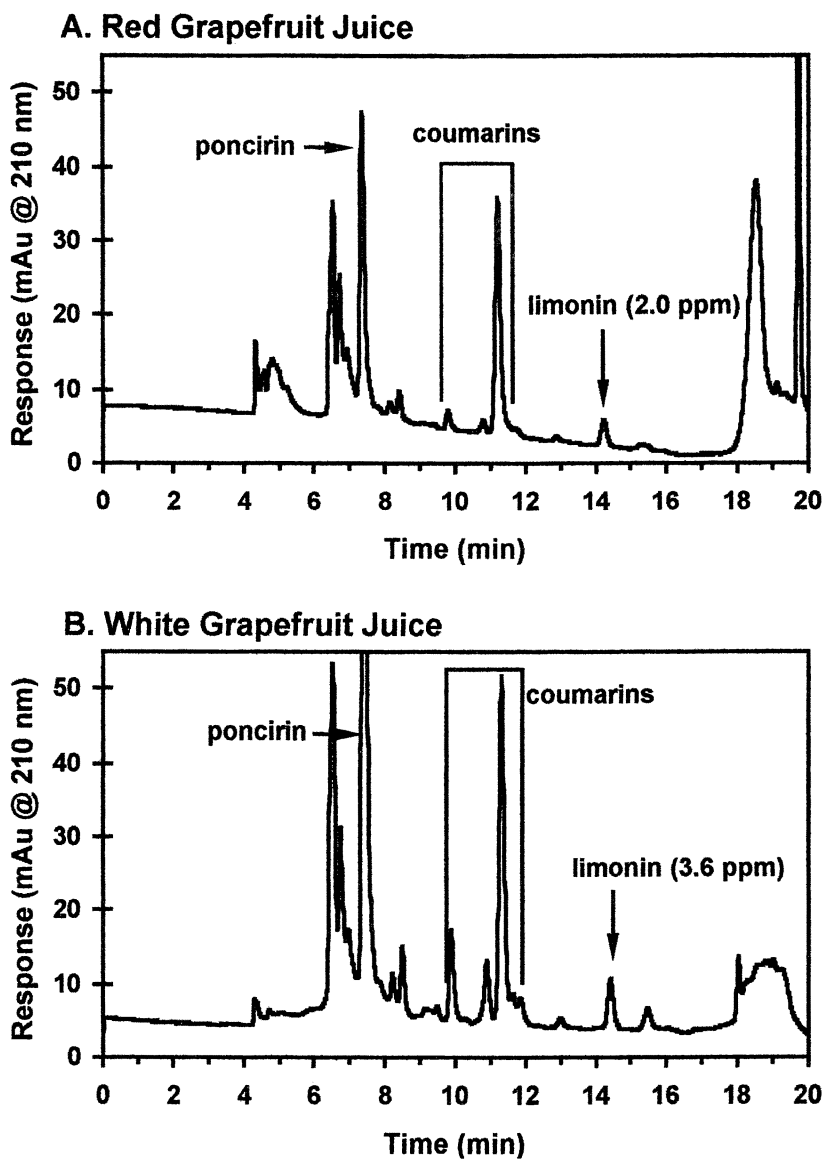 A. Red Grapefruit Juice
Response (mAu @ 210 nm)
50
40
30
20
10
0
poncirin
coumarins
limonin (2.0 ppm)
0 2 4 6 8 10 12 14 16 18 20
Time (min)
B. White Grapefruit Juice
Response (mAu @ 210 nm)
50
40
30
20
10
0
poncirin
coumarins
limonin (3.6 ppm)
0 2 4 6 8 10 12 14 16 18 20
Time (min)